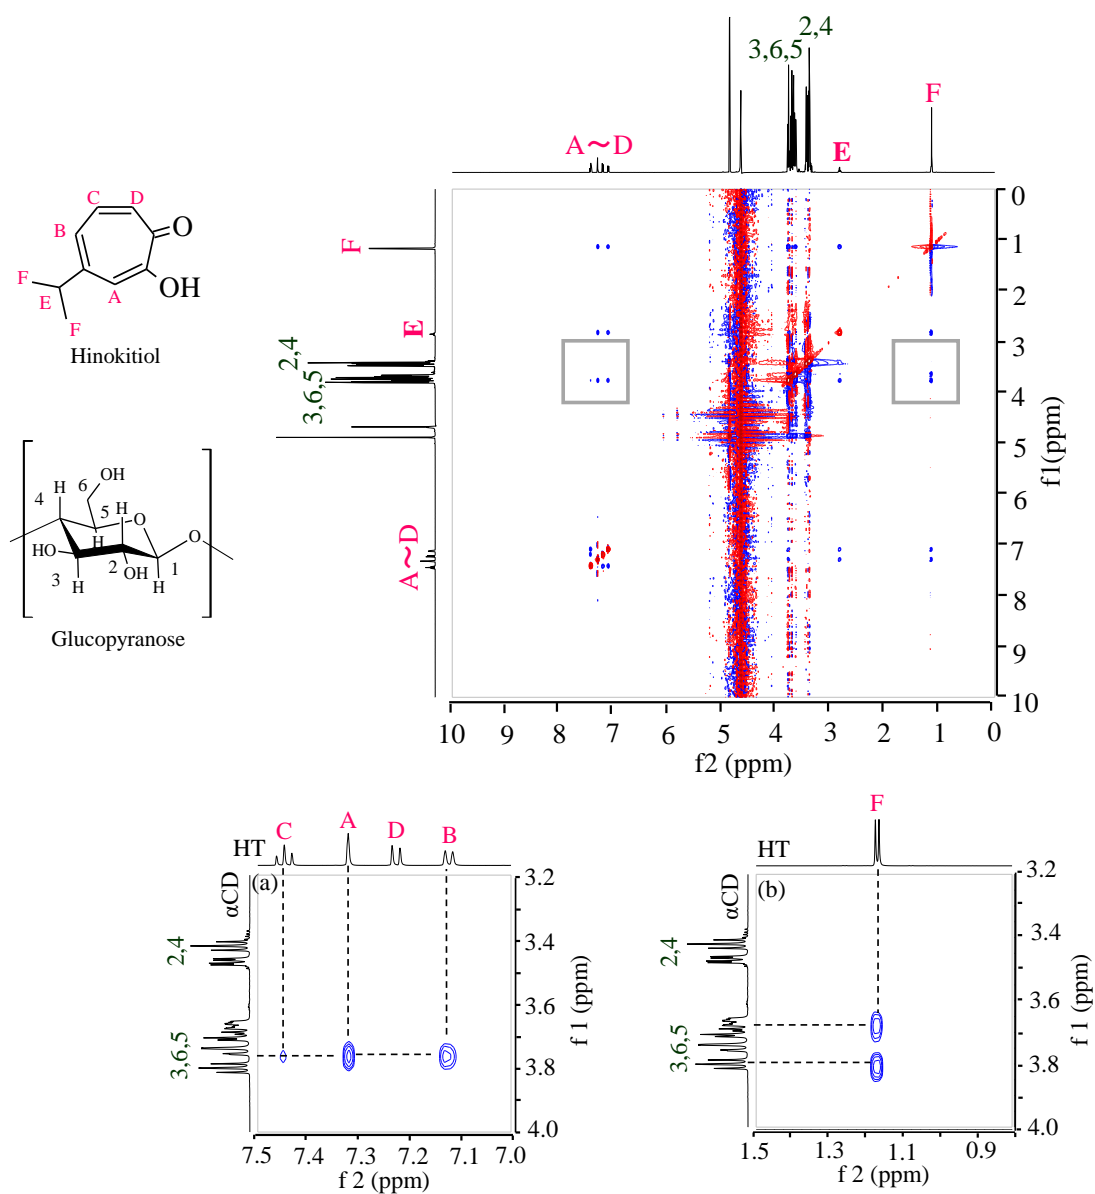 2,4
3,6,5
F
A～D
E
0
1
2
3
4
5
6
7
8
9
10
f1(ppm)
F
E
2,4
3,6,5
A～D
10 9 8 7 6 5 4 3 2 1 0
f2 (ppm)
C D
B
O
F
E
A
OH
F
Hinokitiol
6 OH
4 H
5 H O
HO H O
3 2 OH 1
H H
Glucopyranose
C A D B
HT
(a)
αCD
2,4
3,6,5
3.2
3.4
3.6
3.8
4.0
f 1 (ppm)
7.5 7.4 7.3 7.2 7.1 7.0
f 2 (ppm)
F
HT
(b)
αCD
2,4
3,6,5
3.2
3.4
3.6
3.8
4.0
f 1 (ppm)
1.5 1.3 1.1 0.9
f 2 (ppm)